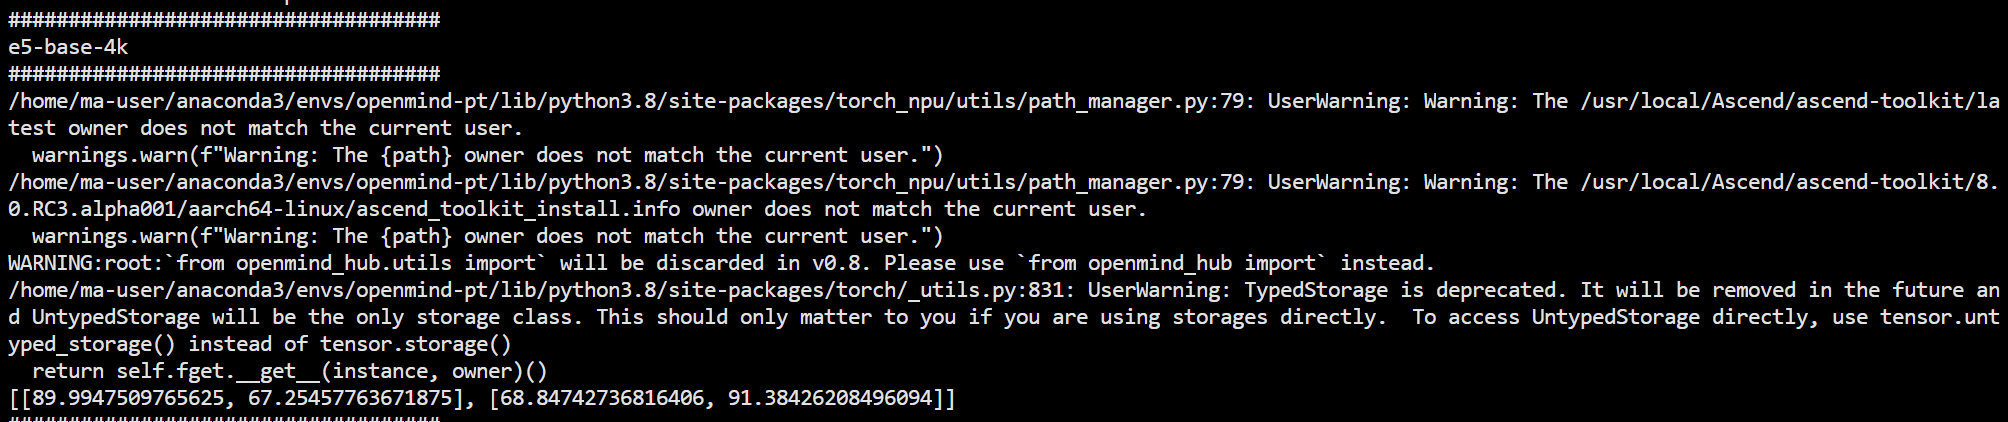 ####################################
e5-base-4k
####################################
/home/ma-user/anaconda3/envs/openmind-pt/lib/python3.8/site-packages/torch_npu/utils/path_manager.py:79: UserWarning: Warning: The /usr/local/Ascend/ascend-toolkit/la
test owner does not match the current user.
  warnings.warn(f"Warning: The {path} owner does not match the current user.")
/home/ma-user/anaconda3/envs/openmind-pt/lib/python3.8/site-packages/torch_npu/utils/path_manager.py:79: UserWarning: Warning: The /usr/local/Ascend/ascend-toolkit/8.
0.RC3.alpha001/aarch64-linux/ascend_toolkit_install.info owner does not match the current user.
  warnings.warn(f"Warning: The {path} owner does not match the current user.")
WARNING:root:`from openmind_hub.utils import` will be discarded in v0.8. Please use `from openmind_hub import` instead.
/home/ma-user/anaconda3/envs/openmind-pt/lib/python3.8/site-packages/torch/_utils.py:831: UserWarning: TypedStorage is deprecated. It will be removed in the future an
d UntypedStorage will be the only storage class. This should only matter to you if you are using storages directly.  To access UntypedStorage directly, use tensor.unt
yped_storage() instead of tensor.storage()
  return self.fget.__get__(instance, owner)()
[[89.9947509765625, 67.25457763671875], [68.84742736816406, 91.38426208496094]]
####################################